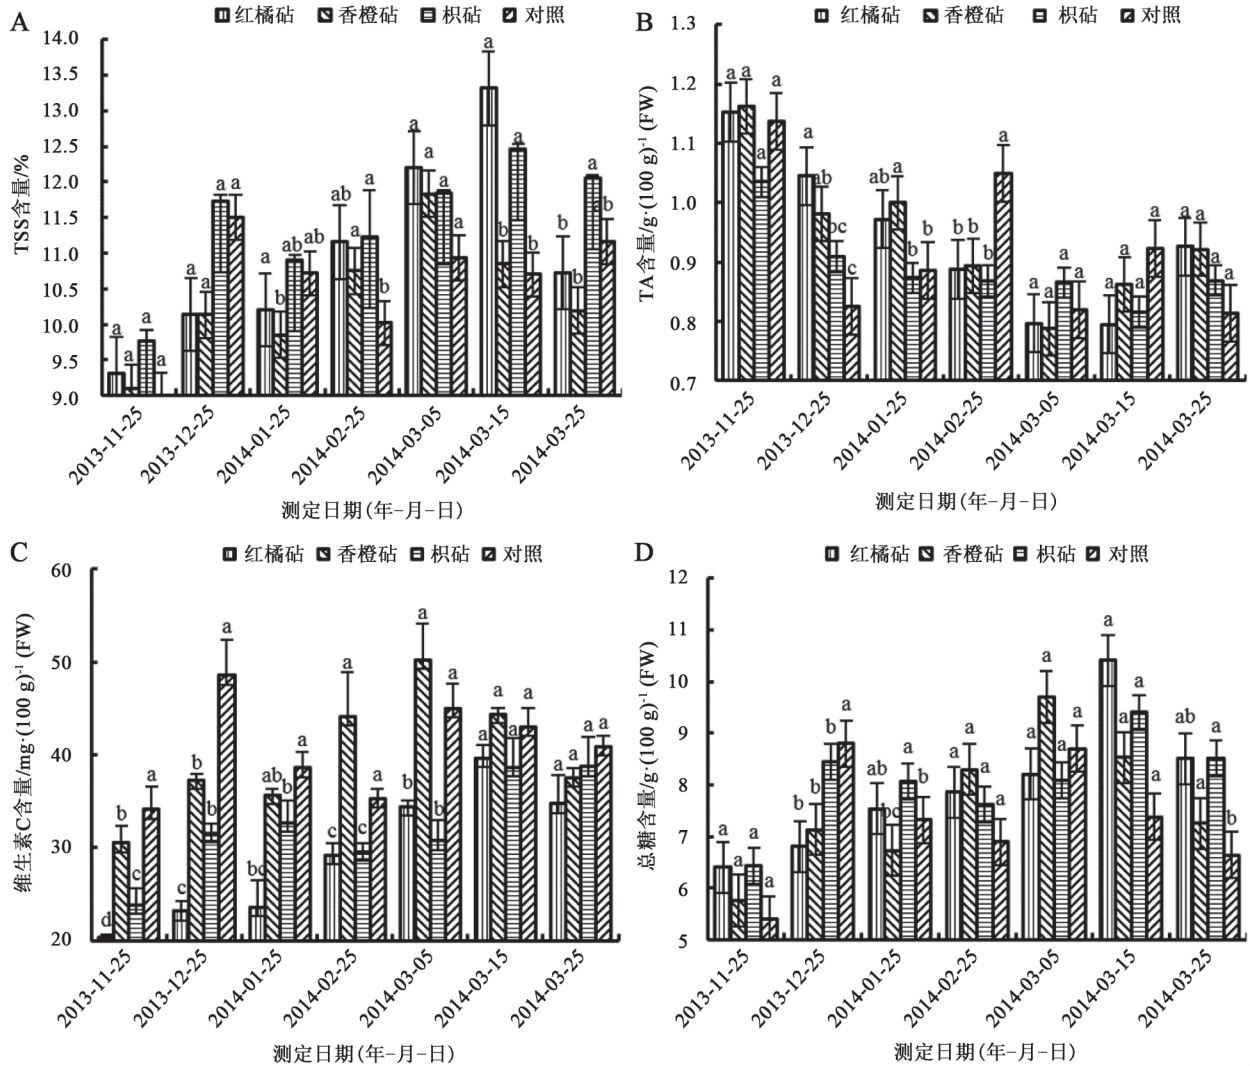 A
红橘砧 香橙砧 枳砧 对照
TSS含量/%
14.0
13.5
13.0
12.5
12.0
11.5
11.0
10.5
10.0
9.5
9.0
a a a a
a a a a
a b ab ab
ab a a b
a a a a
a b a b
b b a b
2013-11-25 2013-12-25 2014-01-25 2014-02-25 2014-03-05 2014-03-15 2014-03-25
测定日期(年-月-日)
B
红橘砧 香橙砧 枳砧 对照
TA含量/g·(100 g)⁻¹ (FW)
1.3
1.2
1.1
1.0
0.9
0.8
0.7
a a a a
a ab bc c
ab a b b
b b b a
a a a a
a a a a
a a a a
2013-11-25 2013-12-25 2014-01-25 2014-02-25 2014-03-05 2014-03-15 2014-03-25
测定日期(年-月-日)
C
红橘砧 香橙砧 枳砧 对照
维生素C含量/mg·(100 g)⁻¹ (FW)
60
50
40
30
20
d b c a
c b b a
bc ab b a
c a c a
b a b a
a a a a
a a a a
2013-11-25 2013-12-25 2014-01-25 2014-02-25 2014-03-05 2014-03-15 2014-03-25
测定日期(年-月-日)
D
红橘砧 香橙砧 枳砧 对照
总糖含量/g·(100 g)⁻¹ (FW)
12
11
10
9
8
7
6
5
a a a a
b b b a
ab bc a b
a a a a
a a a a
a a a a
ab a a b
2013-11-25 2013-12-25 2014-01-25 2014-02-25 2014-03-05 2014-03-15 2014-03-25
测定日期(年-月-日)